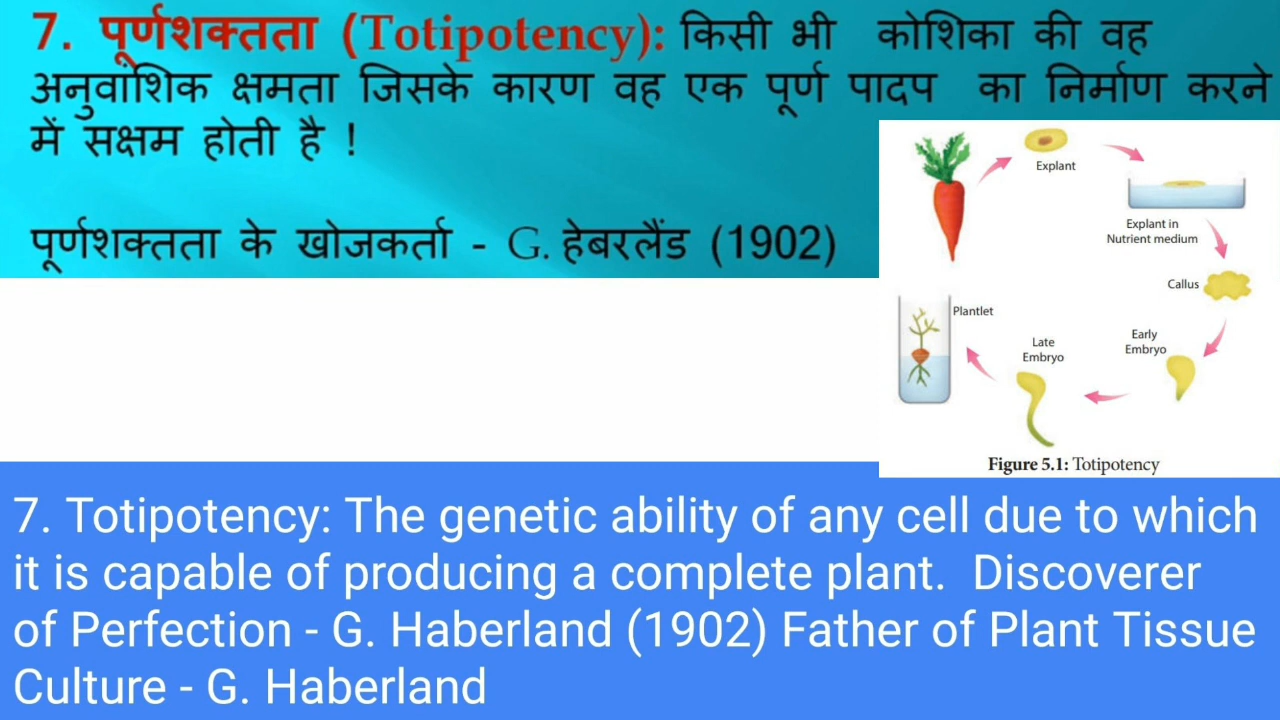 7. पूर्णशक्तता (Totipotency): किसी भी कोशिका की वह
अनुवांशिक क्षमता जिसके कारण वह एक पूर्ण पादप का निर्माण करने
में सक्षम होती है !
पूर्णशक्तता के खोजकर्ता - G. हेबरलैंड (1902)
Explant
Explant in
Nutrient medium
Callus
Early
Embryo
Late
Embryo
Plantlet
Figure 5.1: Totipotency
7. Totipotency: The genetic ability of any cell due to which
it is capable of producing a complete plant. Discoverer
of Perfection - G. Haberland (1902) Father of Plant Tissue
Culture - G. Haberland